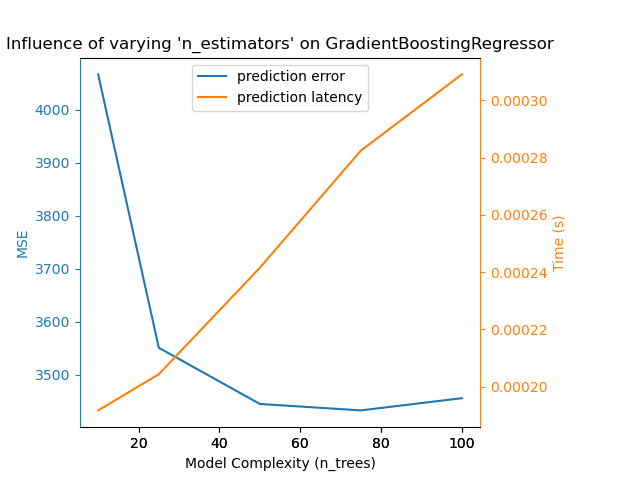 Influence of varying 'n_estimators' on GradientBoostingRegressor
prediction error
prediction latency
4000
3900
3800
3700
3600
3500
MSE
0.00030
0.00028
0.00026
0.00024
0.00022
0.00020
Time (s)
20 40 60 80 100
Model Complexity (n_trees)